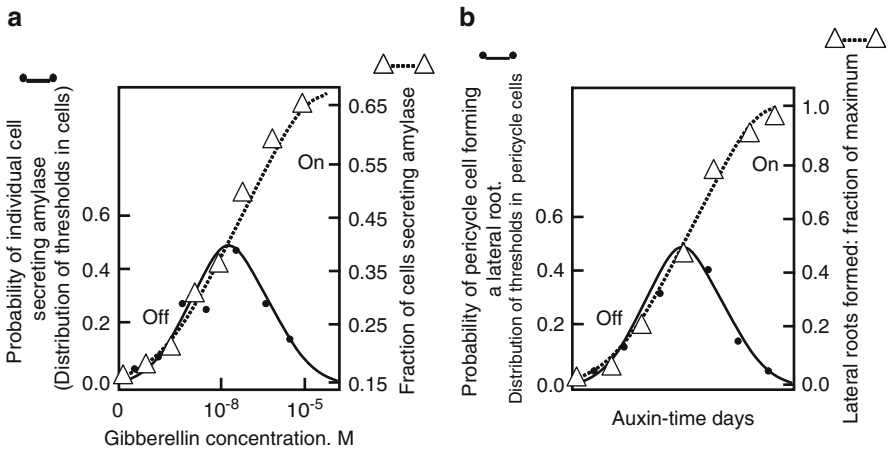 a
Probability of individual cell
secreting amylase
(Distribution of thresholds in cells)
0.6
0.4
0.2
0.0
Off
On
0.65
0.55
0.45
0.35
0.25
0.15
Fraction of cells secreting amylase
0
10-8
10-5
Gibberellin concentration. M
b
Probability of pericycle cell forming
a lateral root.
Distribution of thresholds in pericycle cells
0.6
0.4
0.2
0.0
Off
On
1.0
0.8
0.6
0.4
0.2
0.0
Lateral roots formed: fraction of maximum
Auxin-time days